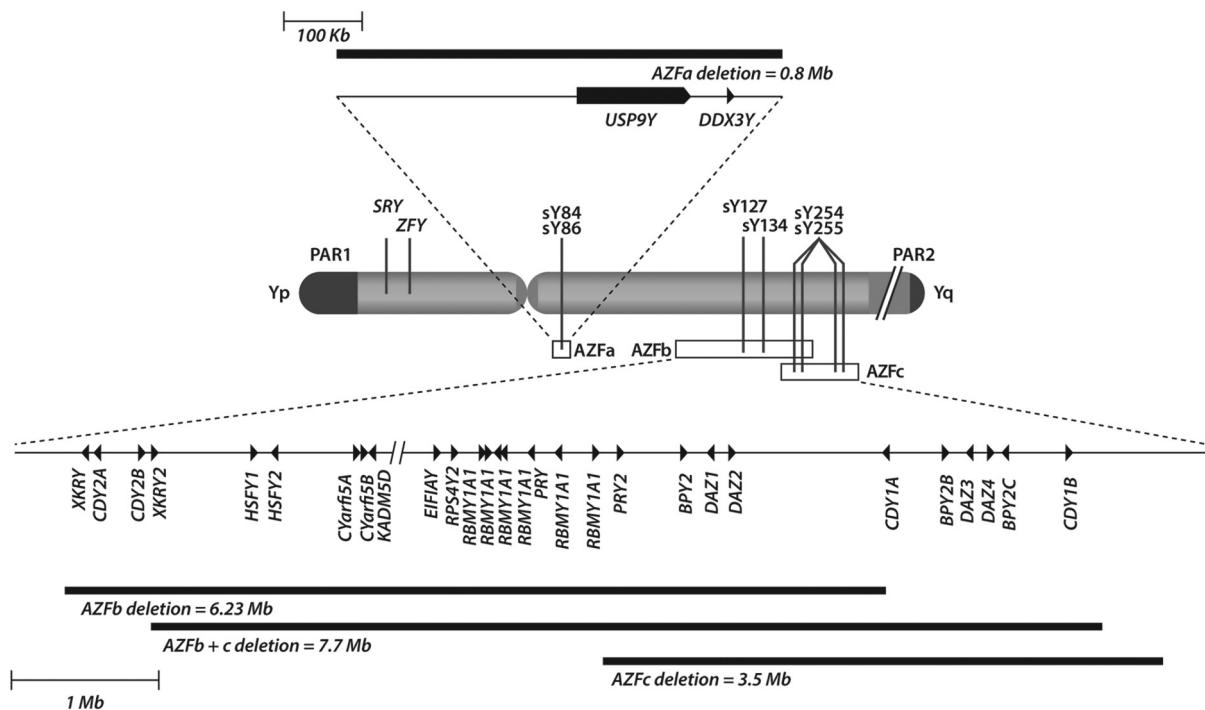 100 Kb
AZFa deletion = 0.8 Mb
USP9Y
DDX3Y
SRY
ZFY
sY84
sY86
sY127
sY134
sY254
sY255
PAR1
PAR2
Yp
Yq
AZFa
AZFb
AZFc
XKRY
CDY2A
CDY2B
XKRY2
HSFY1
HSFY2
CYarfi5A
CYarfi5B
KADM5D
EIFIAY
RPS4Y2
RBMY1A1
RBMY1A1
RBMY1A1
RBMY1A1
PRY
RBMY1A1
RBMY1A1
PRY2
BPY2
DAZ1
DAZ2
CDY1A
BPY2B
DAZ3
DAZ4
BPY2C
CDY1B
AZFb deletion = 6.23 Mb
AZFb + c deletion = 7.7 Mb
AZFc deletion = 3.5 Mb
1 Mb